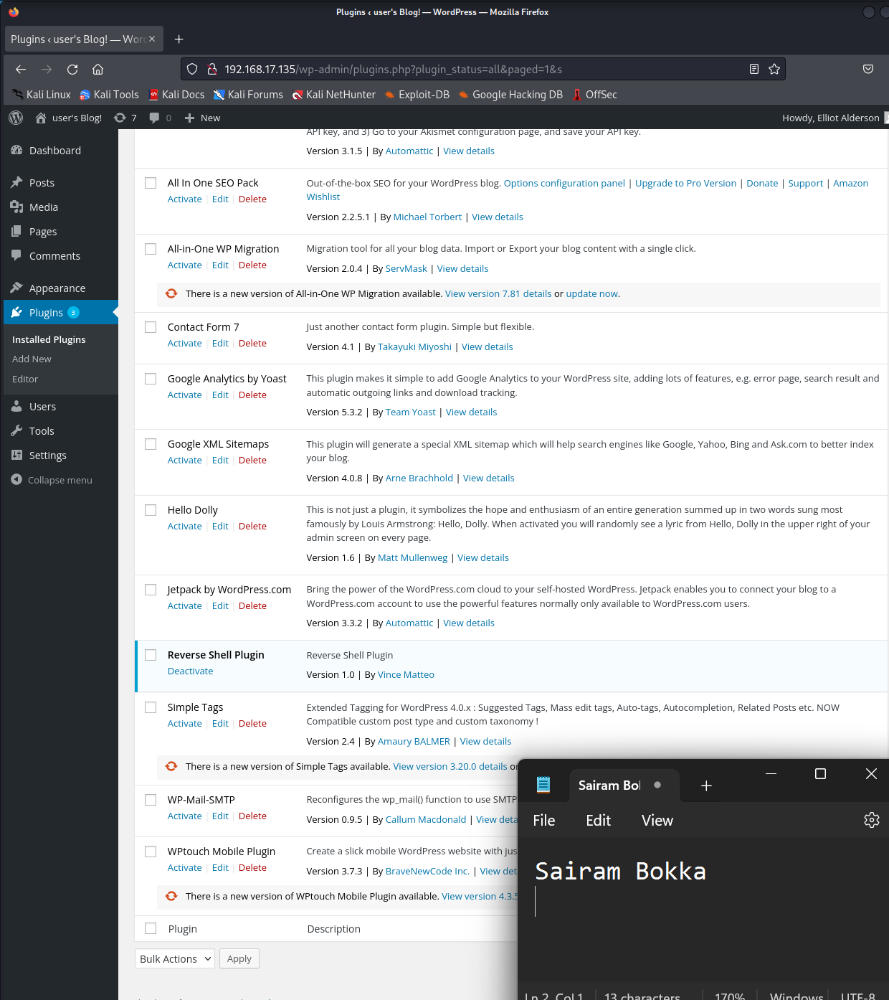 Plugins ‹ user's Blog! — WordPress — Mozilla Firefox
Plugins ‹ user's Blog! — Wor
192.168.17.135/wp-admin/plugins.php?plugin_status=all&paged=1&s
Kali Linux Kali Tools Kali Docs Kali Forums Kali NetHunter Exploit-DB Google Hacking DB OffSec
user's Blog! 7 0 + New Howdy, Elliot Alderson
Dashboard
Posts
Media
Pages
Comments
Appearance
Plugins 3
Installed Plugins
Add New
Editor
Users
Tools
Settings
Collapse menu
API key, and 3) Go to your Akismet configuration page, and save your API key.
Version 3.1.5 | By Automattic | View details
All In One SEO Pack
Activate | Edit | Delete
Out-of-the-box SEO for your WordPress blog. Options configuration panel | Upgrade to Pro Version | Donate | Support | Amazon
Wishlist
Version 2.2.5.1 | By Michael Torbert | View details
All-in-One WP Migration
Activate | Edit | Delete
Migration tool for all your blog data. Import or Export your blog content with a single click.
Version 2.0.4 | By ServMask | View details
There is a new version of All-in-One WP Migration available. View version 7.81 details or update now.
Contact Form 7
Activate | Edit | Delete
Just another contact form plugin. Simple but flexible.
Version 4.1 | By Takayuki Miyoshi | View details
Google Analytics by Yoast
Activate | Edit | Delete
This plugin makes it simple to add Google Analytics to your WordPress site, adding lots of features, e.g. error page, search result and
automatic outgoing links and download tracking.
Version 5.3.2 | By Team Yoast | View details
Google XML Sitemaps
Activate | Edit | Delete
This plugin will generate a special XML sitemap which will help search engines like Google, Yahoo, Bing and Ask.com to better index
your blog.
Version 4.0.8 | By Arne Brachhold | View details
Hello Dolly
Activate | Edit | Delete
This is not just a plugin, it symbolizes the hope and enthusiasm of an entire generation summed up in two words sung most
famously by Louis Armstrong: Hello, Dolly. When activated you will randomly see a lyric from Hello, Dolly in the upper right of your
admin screen on every page.
Version 1.6 | By Matt Mullenweg | View details
Jetpack by WordPress.com
Activate | Edit | Delete
Bring the power of the WordPress.com cloud to your self-hosted WordPress. Jetpack enables you to connect your blog to a
WordPress.com account to use the powerful features normally only available to WordPress.com users.
Version 3.3.2 | By Automattic | View details
Reverse Shell Plugin
Deactivate
Reverse Shell Plugin
Version 1.0 | By Vince Matteo
Simple Tags
Activate | Edit | Delete
Extended Tagging for WordPress 4.0.x : Suggested Tags, Mass edit tags, Auto-tags, Autocompletion, Related Posts etc. NOW
Compatible custom post type and custom taxonomy !
Version 2.4 | By Amaury BALMER | View details
There is a new version of Simple Tags available. View version 3.20.0 details or
WP-Mail-SMTP
Activate | Edit | Delete
Reconfigures the wp_mail() function to use SMTP
Version 0.9.5 | By Callum Macdonald | View deta
WPtouch Mobile Plugin
Activate | Edit | Delete
Create a slick mobile WordPress website with jus
Version 3.7.3 | By BraveNewCode Inc. | View det
There is a new version of WPtouch Mobile Plugin available. View version 4.3.5
Plugin Description
Bulk Actions Apply
Sairam Bo
File Edit View
Sairam Bokka
Ln 2, Col 1 13 characters 170% Windows UTF-8